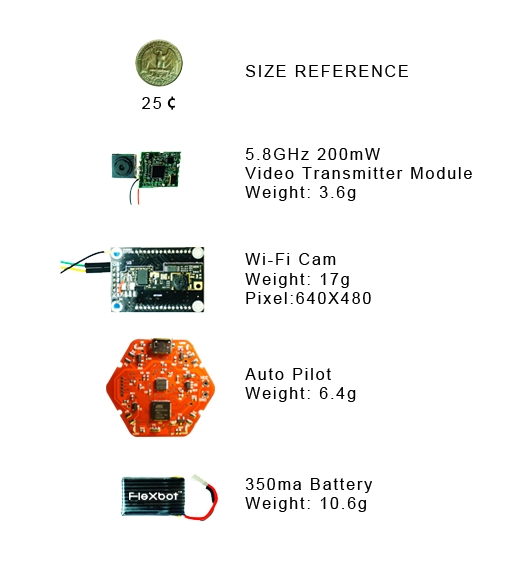 SIZE REFERENCE
25 ¢
5.8GHz 200mW
Video Transmitter Module
Weight: 3.6g
Wi-Fi Cam
Weight: 17g
Pixel:640X480
Auto Pilot
Weight: 6.4g
FleXbot
350ma Battery
Weight: 10.6g